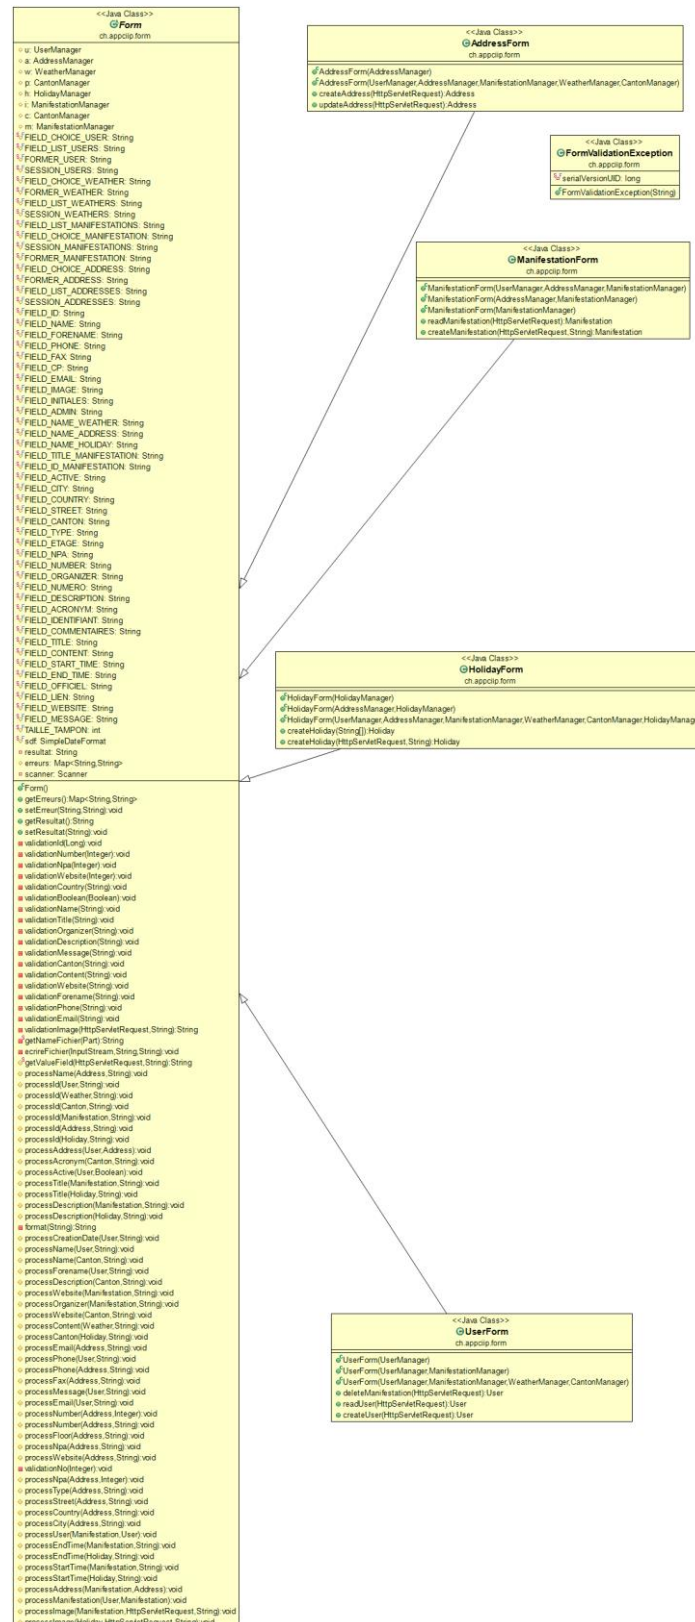 <<Java Class>>
Form
ch.appciip.form
u: UserManager
a: AddressManager
w: WeatherManager
p: CantonManager
h: HolidayManager
i: ManifestationManager
c: CantonManager
m: ManifestationManager
FIELD_CHOICE_USER: String
FIELD_LIST_USERS: String
FORMER_USER: String
SESSION_USERS: String
FIELD_CHOICE_WEATHER: String
FORMER_WEATHER: String
FIELD_LIST_WEATHERS: String
SESSION_WEATHERS: String
FIELD_LIST_MANIFESTATIONS: String
FIELD_CHOICE_MANIFESTATION: String
SESSION_MANIFESTATIONS: String
FORMER_MANIFESTATION: String
FIELD_CHOICE_ADDRESS: String
FORMER_ADDRESS: String
FIELD_LIST_ADDRESSES: String
SESSION_ADDRESSES: String
FIELD_ID: String
FIELD_NAME: String
FIELD_FORENAME: String
FIELD_PHONE: String
FIELD_FAX: String
FIELD_CP: String
FIELD_EMAIL: String
FIELD_IMAGE: String
FIELD_INITIALES: String
FIELD_ADMIN: String
FIELD_NAME_WEATHER: String
FIELD_NAME_ADDRESS: String
FIELD_NAME_HOLIDAY: String
FIELD_TITLE_MANIFESTATION: String
FIELD_ID_MANIFESTATION: String
FIELD_ACTIVE: String
FIELD_CITY: String
FIELD_COUNTRY: String
FIELD_STREET: String
FIELD_CANTON: String
FIELD_TYPE: String
FIELD_ETAGE: String
FIELD_NPA: String
FIELD_NUMBER: String
FIELD_ORGANIZER: String
FIELD_NUMERO: String
FIELD_DESCRIPTION: String
FIELD_ACRONYM: String
FIELD_IDENTIFIANT: String
FIELD_COMMENTAIRES: String
FIELD_TITLE: String
FIELD_CONTENT: String
FIELD_START_TIME: String
FIELD_END_TIME: String
FIELD_OFFICIEL: String
FIELD_LIEN: String
FIELD_WEBSITE: String
FIELD_MESSAGE: String
TAILLE_TAMPON: int
sdf: SimpleDateFormat
resultat: String
erreurs: Map<String,String>
scanner: Scanner
Form()
getErreurs():Map<String,String>
setErreur(String,String):void
getResultat():String
setResultat(String):void
validationId(Long):void
validationNumber(Integer):void
validationNpa(Integer):void
validationWebsite(Integer):void
validationCountry(String):void
validationBoolean(Boolean):void
validationName(String):void
validationTitle(String):void
validationOrganizer(String):void
validationDescription(String):void
validationMessage(String):void
validationCanton(String):void
validationContent(String):void
validationWebsite(String):void
validationForename(String):void
validationPhone(String):void
validationEmail(String):void
validationImage(HttpServletRequest,String):String
getNameFichier(Part):String
ecrireFichier(InputStream,String,String):void
getValueField(HttpServletRequest,String):String
processName(Address,String):void
processId(User,String):void
processId(Weather,String):void
processId(Canton,String):void
processId(Manifestation,String):void
processId(Address,String):void
processId(Holiday,String):void
processAddress(User,Address):void
processAcronym(Canton,String):void
processActive(User,Boolean):void
processTitle(Manifestation,String):void
processTitle(Holiday,String):void
processDescription(Manifestation,String):void
processDescription(Holiday,String):void
format(String):String
processCreationDate(User,String):void
processName(User,String):void
processName(Canton,String):void
processForename(User,String):void
processDescription(Canton,String):void
processWebsite(Manifestation,String):void
processOrganizer(Manifestation,String):void
processWebsite(Canton,String):void
processContent(Weather,String):void
processCanton(Holiday,String):void
processEmail(Address,String):void
processPhone(User,String):void
processPhone(Address,String):void
processFax(Address,String):void
processMessage(User,String):void
processEmail(User,String):void
processNumber(Address,Integer):void
processNumber(Address,String):void
processFloor(Address,String):void
processNpa(Address,String):void
processWebsite(Address,String):void
validationNo(Integer):void
processNpa(Address,Integer):void
processType(Address,String):void
processStreet(Address,String):void
processCountry(Address,String):void
processCity(Address,String):void
processUser(Manifestation,User):void
processEndTime(Manifestation,String):void
processEndTime(Holiday,String):void
processStartTime(Manifestation,String):void
processStartTime(Holiday,String):void
processAddress(Manifestation,Address):void
processManifestation(User,Manifestation):void
processImage(Manifestation,HttpServletRequest,String):void
processImage(Holiday,HttpServletRequest,String):void
<<Java Class>>
AddressForm
ch.appciip.form
AddressForm(AddressManager)
AddressForm(UserManager,AddressManager,ManifestationManager,WeatherManager,CantonManager)
createAddress(HttpServletRequest):Address
updateAddress(HttpServletRequest):Address
<<Java Class>>
FormValidationException
ch.appciip.form
serialVersionUID: long
FormValidationException(String)
<<Java Class>>
ManifestationForm
ch.appciip.form
ManifestationForm(UserManager,AddressManager,ManifestationManager)
ManifestationForm(AddressManager,ManifestationManager)
ManifestationForm(ManifestationManager)
readManifestation(HttpServletRequest):Manifestation
createManifestation(HttpServletRequest,String):Manifestation
<<Java Class>>
HolidayForm
ch.appciip.form
HolidayForm(HolidayManager)
HolidayForm(AddressManager,HolidayManager)
HolidayForm(UserManager,AddressManager,ManifestationManager,WeatherManager,CantonManager,HolidayManag
createHoliday(String[]):Holiday
createHoliday(HttpServletRequest,String):Holiday
<<Java Class>>
UserForm
ch.appciip.form
UserForm(UserManager)
UserForm(UserManager,ManifestationManager)
UserForm(UserManager,ManifestationManager,WeatherManager,CantonManager)
deleteManifestation(HttpServletRequest):User
readUser(HttpServletRequest):User
createUser(HttpServletRequest):User